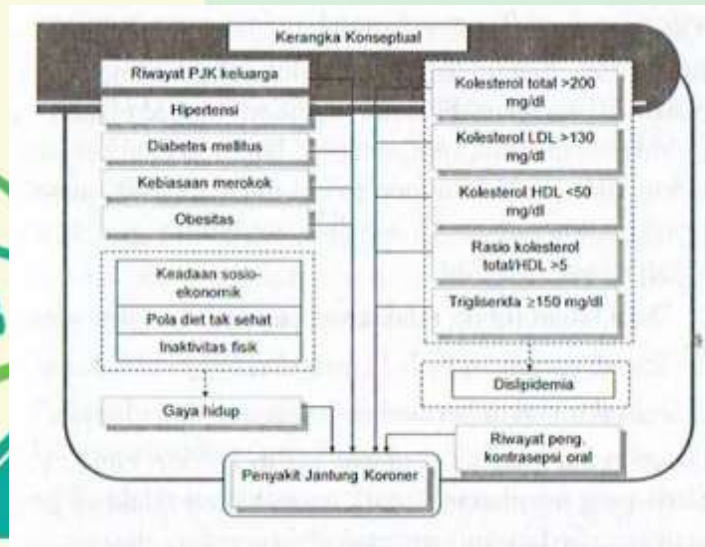 Kerangka Konseptual
Riwayat PJK keluarga
Hipertensi
Diabetes mellitus
Kebiasaan merokok
Obesitas
Keadaan sosio-
ekonomik
Pola diet tak sehat
Inaktivitas fisik
Gaya hidup
Kolesterol total >200
mg/dl
Kolesterol LDL >130
mg/dl
Kolesterol HDL <50
mg/dl
Rasio kolesterol
total/HDL >5
Trigliserida ≥150 mg/dl
Dislipidemia
Riwayat peng.
kontrasepsi oral
Penyakit Jantung Koroner